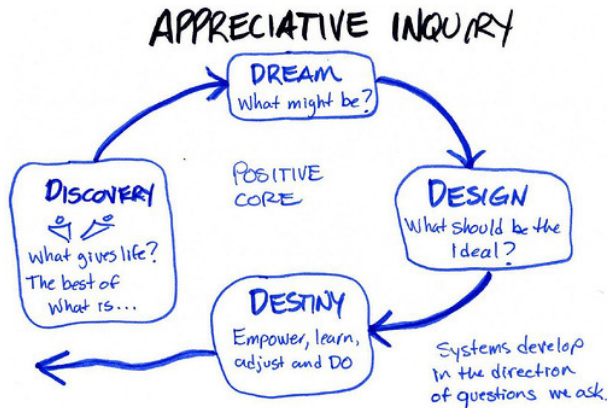 APPRECIATIVE INQUIRY
DREAM
What might be?
DISCOVERY
What gives life?
The best of
What is...
POSITIVE
CORE
DESIGN
What should be the
Ideal?
DESTINY
Empower, learn,
adjust and DO
Systems develop
in the direction
of questions we ask.